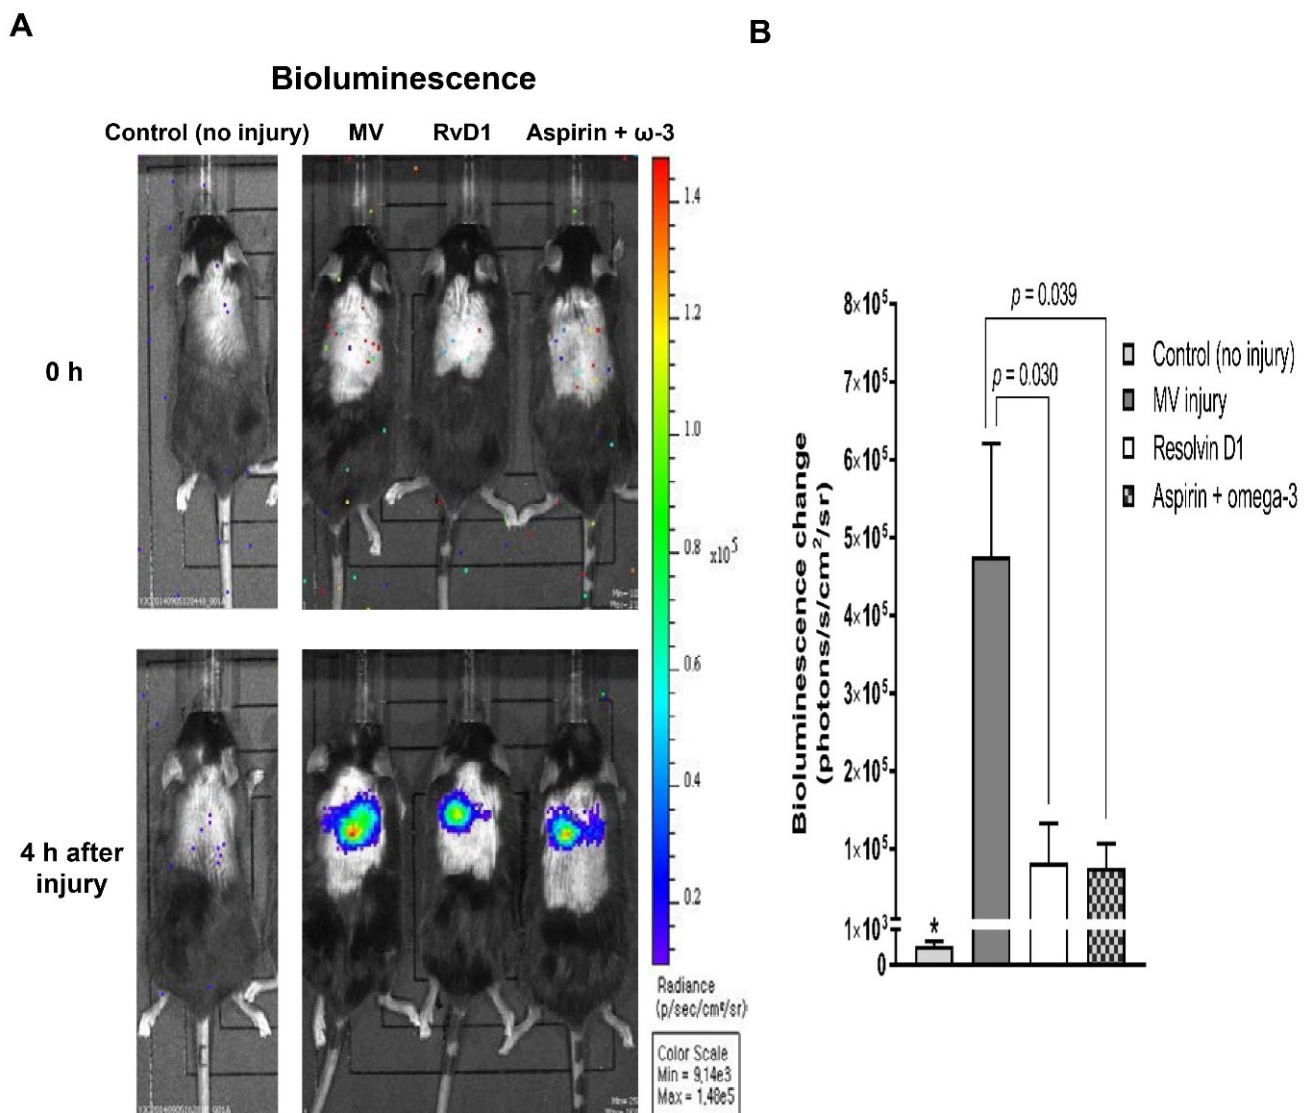 A
Bioluminescence
Control (no injury) MV RvD1 Aspirin + ω-3
0 h
4 h after
injury
1.4
1.2
1.0
0.8
x10⁵
0.6
0.4
0.2
Radiance
(p/sec/cm²/sr)
Color Scale
Min = 9.14e3
Max = 1.48e5
B
Bioluminescence change
(photons/s/cm²/sr)
8×10⁵
7×10⁵
6×10⁵
5×10⁵
4×10⁵
3×10⁵
2×10⁵
1×10⁵
1×10³
0
p = 0.039
p = 0.030
*
Control (no injury)
MV injury
Resolvin D1
Aspirin + omega-3